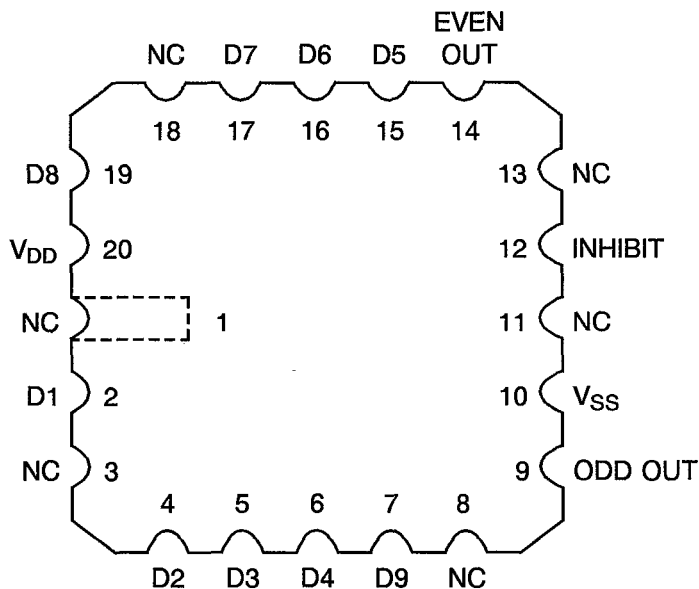 EVEN
NC D7 D6 D5 OUT
18 17 16 15 14
D8 19 13 NC
VDD 20 12 INHIBIT
NC 1 11 NC
D1 2 10 VSS
NC 3 9 ODD OUT
4 5 6 7 8
D2 D3 D4 D9 NC